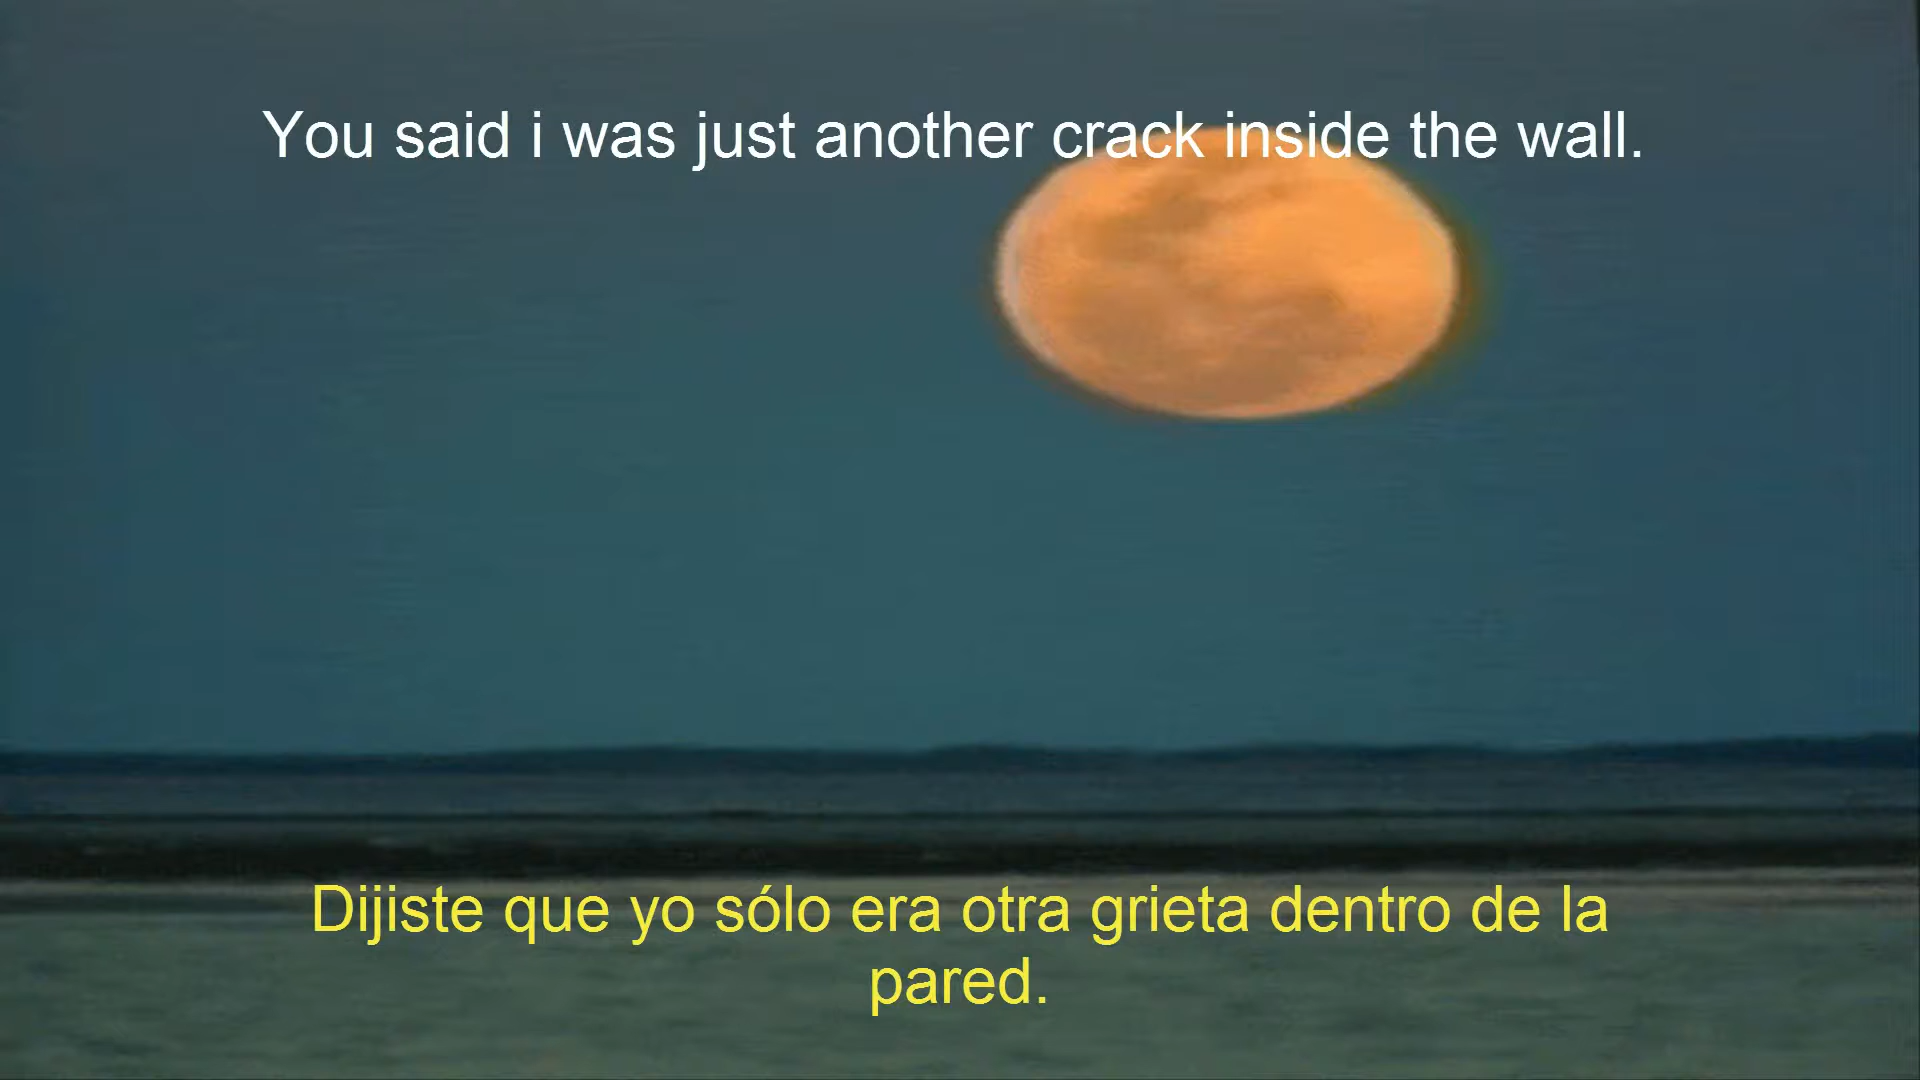 You said i was just another crack inside the wall.
Dijiste que yo sólo era otra grieta dentro de la
pared.